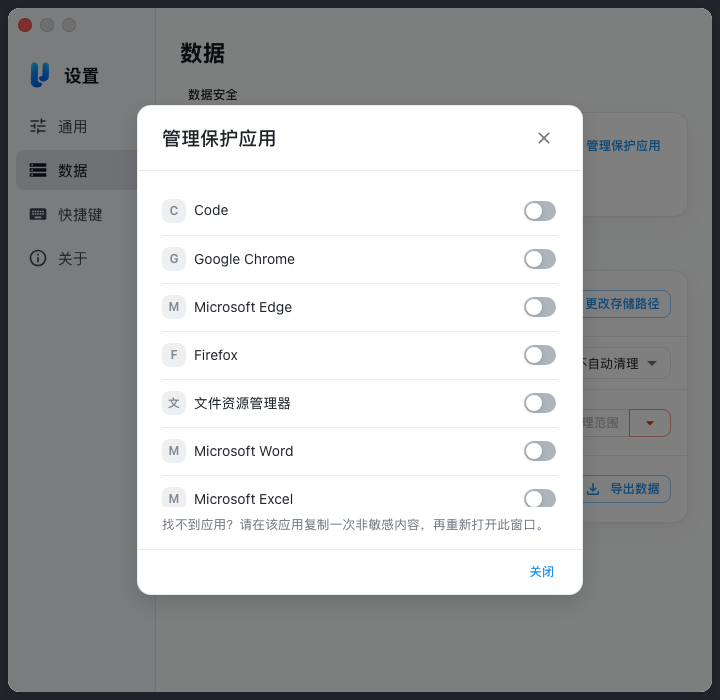 设置
通用
数据
快捷键
关于
数据
数据安全
管理保护应用
更改存储路径
不自动清理
理范围
导出数据
管理保护应用
C Code
G Google Chrome
M Microsoft Edge
F Firefox
文 文件资源管理器
M Microsoft Word
M Microsoft Excel
找不到应用？请在该应用复制一次非敏感内容，再重新打开此窗口。
关闭